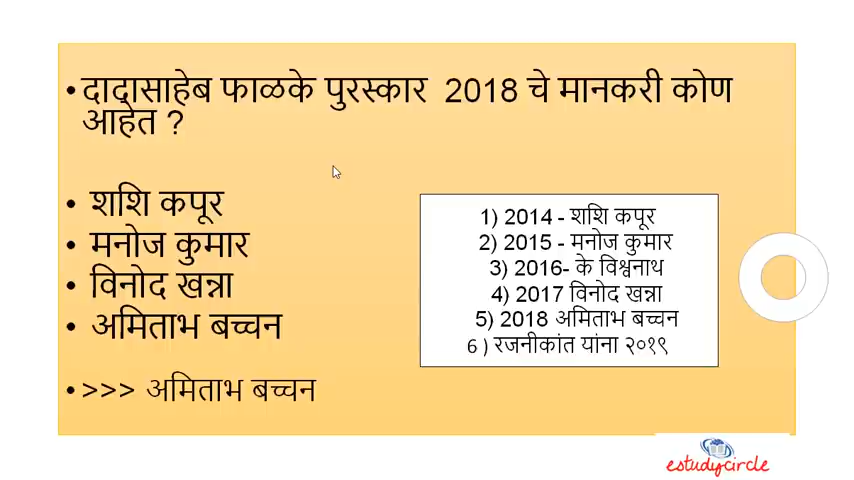 • दादासाहेब फाळके पुरस्कार 2018 चे मानकरी कोण
आहेत ?
• शशि कपूर
• मनोज कुमार
• विनोद खन्ना
• अमिताभ बच्चन
• >>> अमिताभ बच्चन
1) 2014 - शशि कपूर
2) 2015 - मनोज कुमार
3) 2016- के विश्वनाथ
4) 2017 विनोद खन्ना
5) 2018 अमिताभ बच्चन
6 ) रजनीकांत यांना २०१९
estudycircle